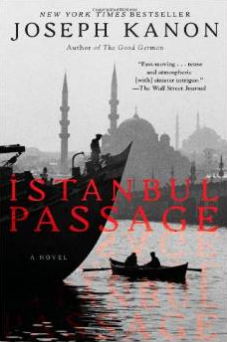 NEW YORK TIMES BESTSELLER
JOSEPH KANON
Author of The Good German
"Fast-moving . . . tense
and atmospheric
[with] sinister intrigue."
—The Wall Street Journal
ISTANBUL
PASSAGE
A NOVEL